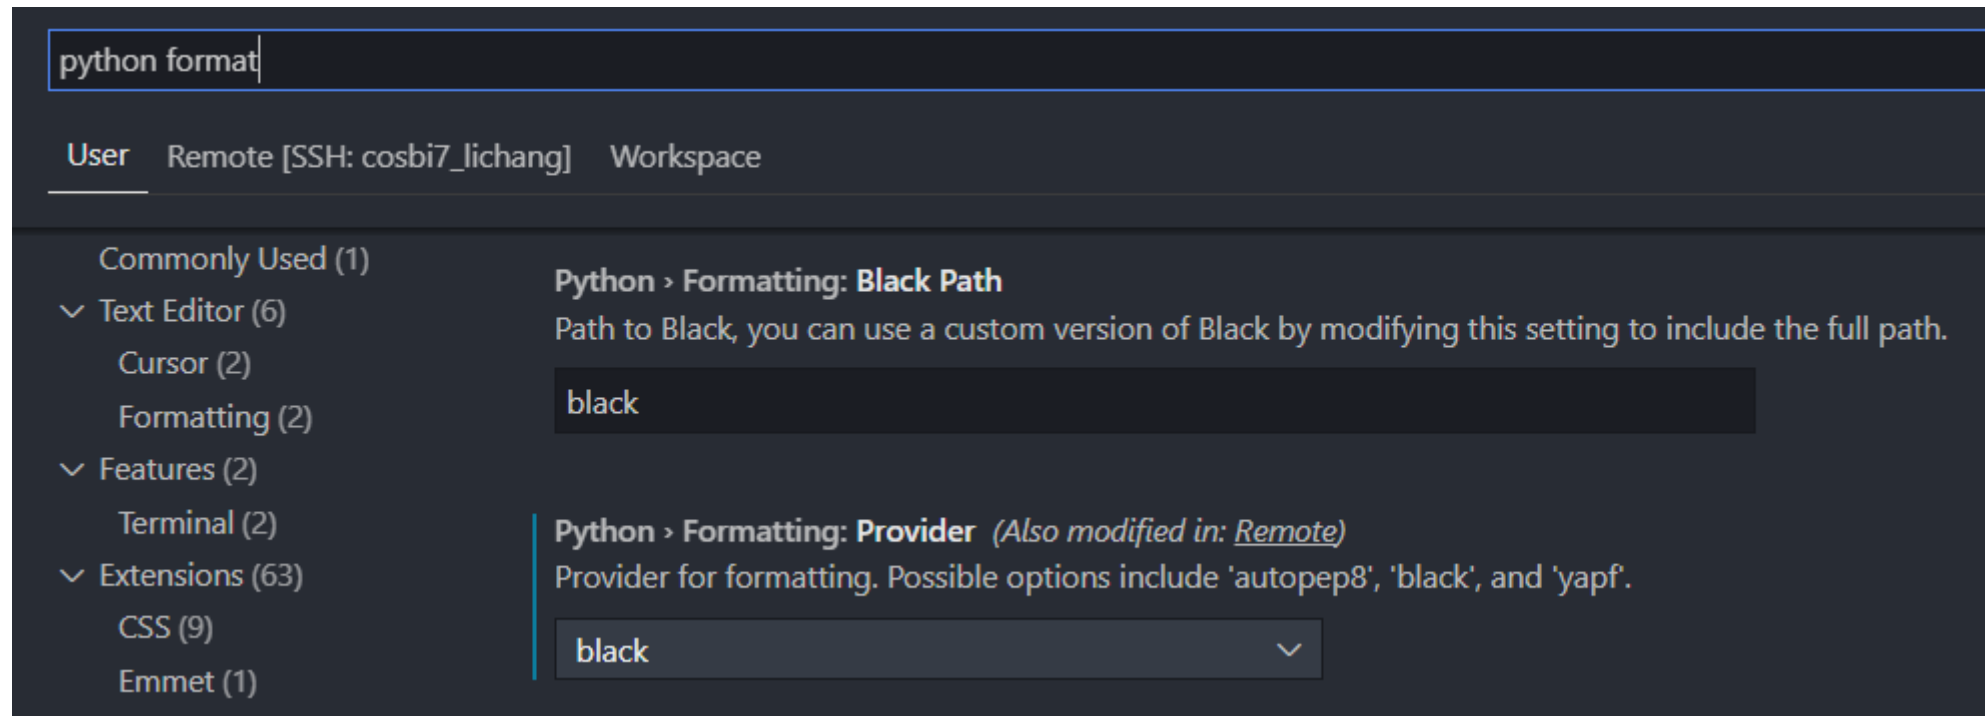 python format
User Remote [SSH: cosbi7_lichang] Workspace
Commonly Used (1)
Text Editor (6)
Cursor (2)
Formatting (2)
Features (2)
Terminal (2)
Extensions (63)
CSS (9)
Emmet (1)
Python › Formatting: Black Path
Path to Black, you can use a custom version of Black by modifying this setting to include the full path.
black
Python › Formatting: Provider (Also modified in: Remote)
Provider for formatting. Possible options include 'autopep8', 'black', and 'yapf'.
black